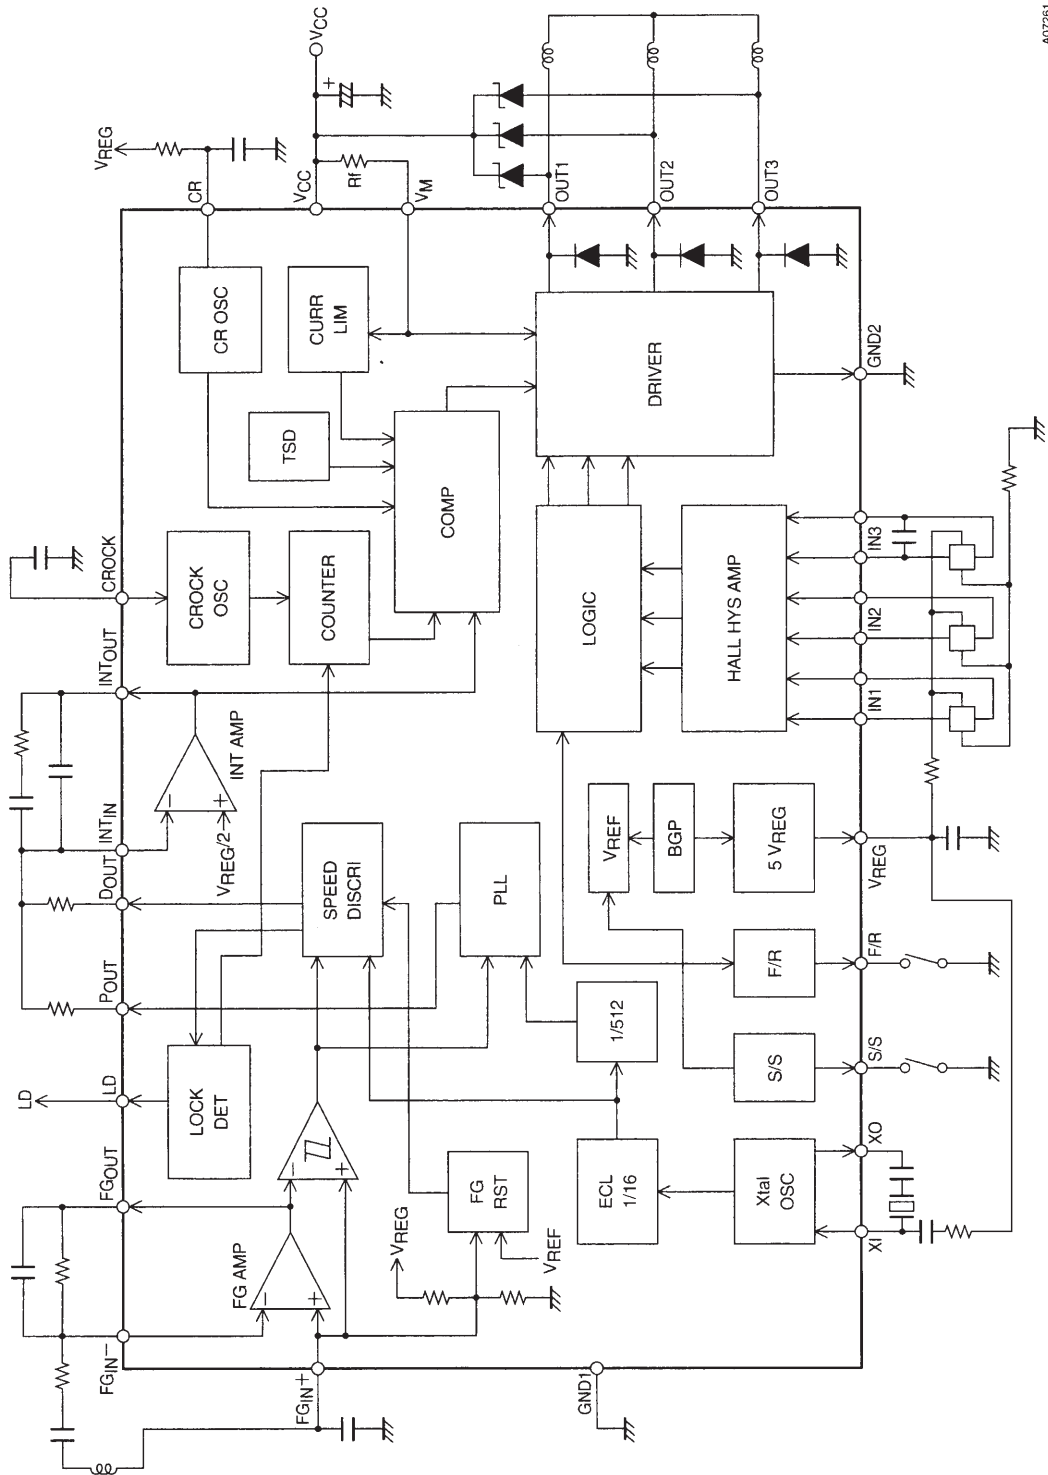 A07261
VREG
VCC
+
CR
VCC
Rf
VM
OUT1
OUT2
OUT3
CR OSC
CURR
LIM
TSD
COMP
DRIVER
GND2
CROCK
CROCK
OSC
COUNTER
LOGIC
HALL HYS AMP
IN3
IN2
IN1
INTOUT
INT AMP
−
+
VREG/2
INTIN
DOUT
POUT
SPEED
DISCRI
PLL
VREF
BGP
5 VREG
VREG
F/R
F/R
1/512
S/S
S/S
LD
LD
LOCK
DET
FGOUT
−
+
FG AMP
−
+
VREG
FG
RST
VREF
ECL
1/16
Xtal
OSC
XO
XI
FGIN−
FGIN+
GND1